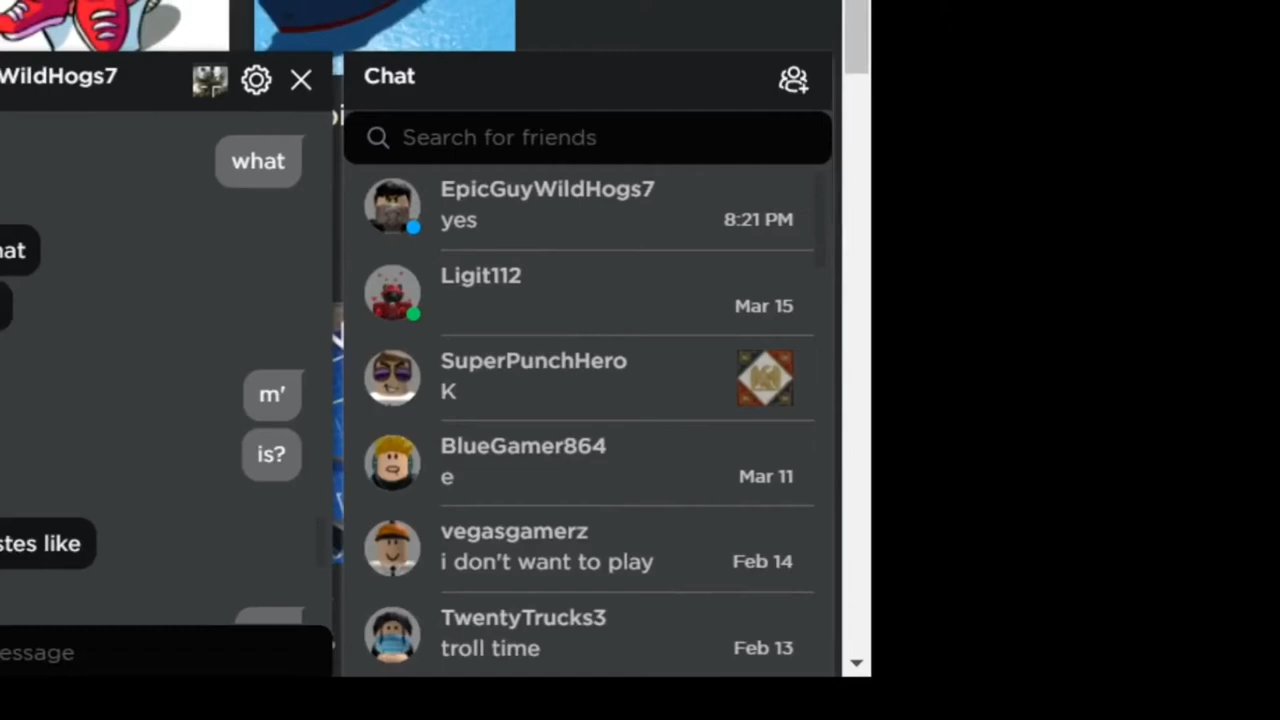 WildHogs7
what
m'
is?
stes like
essage
Chat
Search for friends
EpicGuyWildHogs7
yes
8:21 PM
Ligit112
Mar 15
SuperPunchHero
K
BlueGamer864
e
Mar 11
vegasgamerz
i don't want to play
Feb 14
TwentyTrucks3
troll time
Feb 13